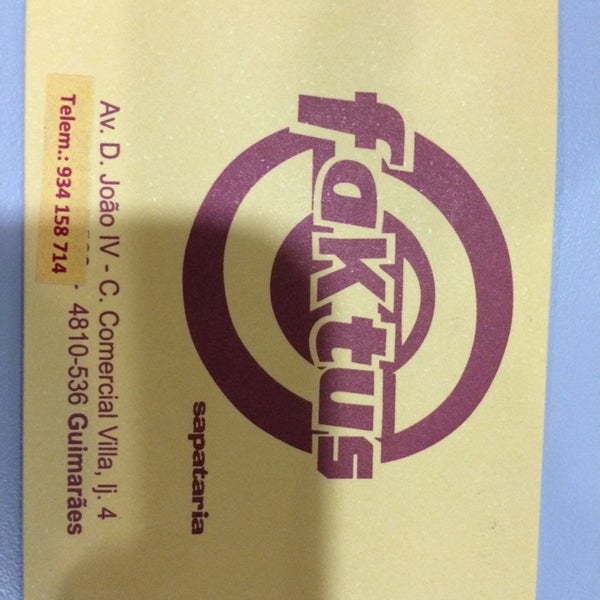 faktus
sapataria
Av. D. João IV - C. Comercial Villa, lj. 4
Telem.: 934 158 714 4810-536 Guimarães